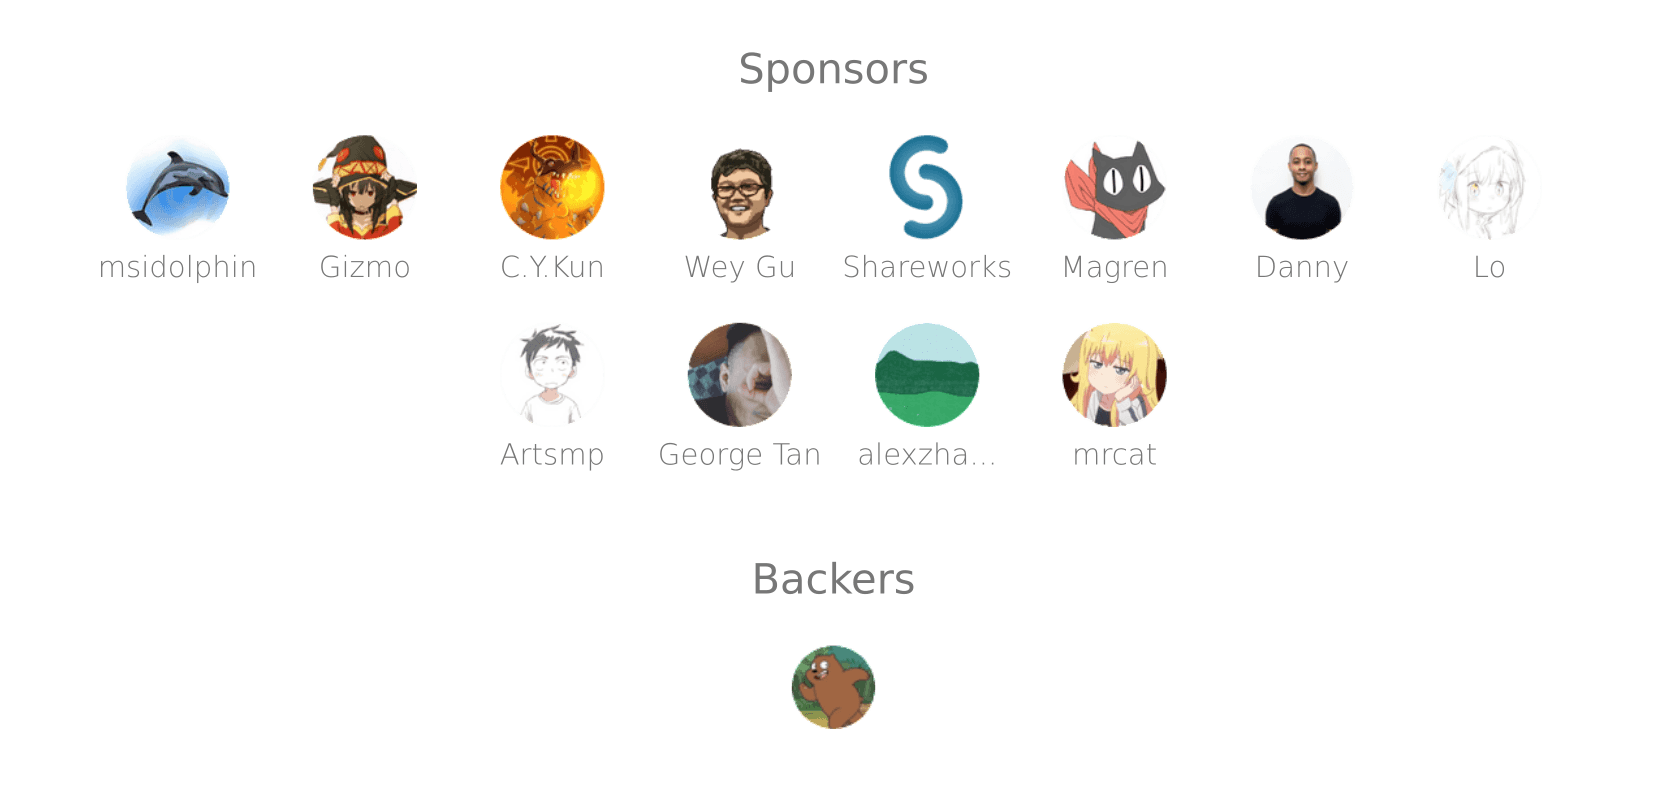 Sponsors
msidolphin Gizmo C.Y.Kun Wey Gu Shareworks Magren Danny Lo
Artsmp George Tan alexzha...  mrcat
Backers